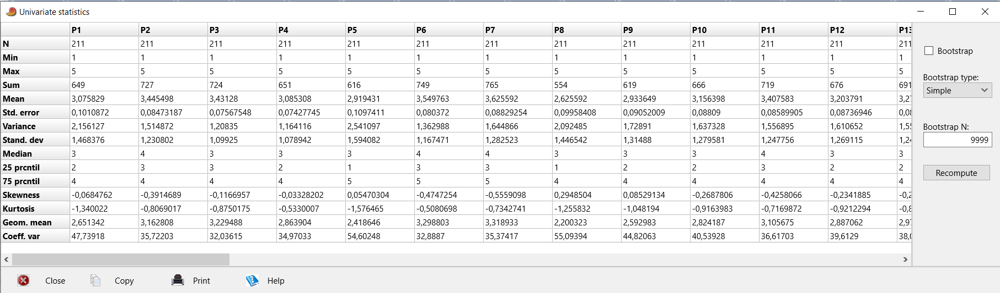 Univariate statistics
P1 P2 P3 P4 P5 P6 P7 P8 P9 P10 P11 P12 P13
N 211 211 211 211 211 211 211 211 211 211 211 211 211
Min 1 1 1 1 1 1 1 1 1 1 1 1 1
Max 5 5 5 5 5 5 5 5 5 5 5 5 5
Sum 649 727 724 651 616 749 765 554 619 666 719 676 691
Mean 3,075829 3,445498 3,43128 3,085308 2,919431 3,549763 3,625592 2,625592 2,933649 3,156398 3,407583 3,203791 3,27
Std. error 0,1010872 0,08473187 0,07567548 0,07427745 0,1097411 0,080372 0,08829254 0,09958408 0,09052009 0,08809 0,08589905 0,08736946 0,08
Variance 2,156127 1,514872 1,20835 1,164116 2,541097 1,362988 1,644866 2,092485 1,72891 1,637328 1,556895 1,610652 1,55
Stand. dev 1,468376 1,230802 1,09925 1,078942 1,594082 1,167471 1,282523 1,446542 1,31488 1,279581 1,247756 1,269115 1,24
Median 3 4 3 3 3 4 4 3 3 3 4 3 3
25 prcntil 2 3 3 2 1 3 3 1 2 2 3 2 2
75 prcntil 4 4 4 4 5 5 5 4 4 4 4 4 4
Skewness -0,0684762 -0,3914689 -0,1166957 -0,03328202 0,05470304 -0,4747254 -0,5559098 0,2948504 0,08529134 -0,2687806 -0,4258066 -0,2341885 -0,2
Kurtosis -1,340022 -0,8069017 -0,8750175 -0,5330007 -1,576465 -0,5080698 -0,7342741 -1,255832 -1,048194 -0,9163983 -0,7169872 -0,9212294 -0,8
Geom. mean 2,651342 3,162808 3,229488 2,863904 2,418646 3,298803 3,318933 2,200323 2,592983 2,824187 3,105675 2,887062 2,97
Coeff. var 47,73918 35,72203 32,03615 34,97033 54,60248 32,8887 35,37417 55,09394 44,82063 40,53928 36,61703 39,6129 38,0
Bootstrap
Bootstrap type:
Simple
Bootstrap N:
9999
Recompute
Close Copy Print Help